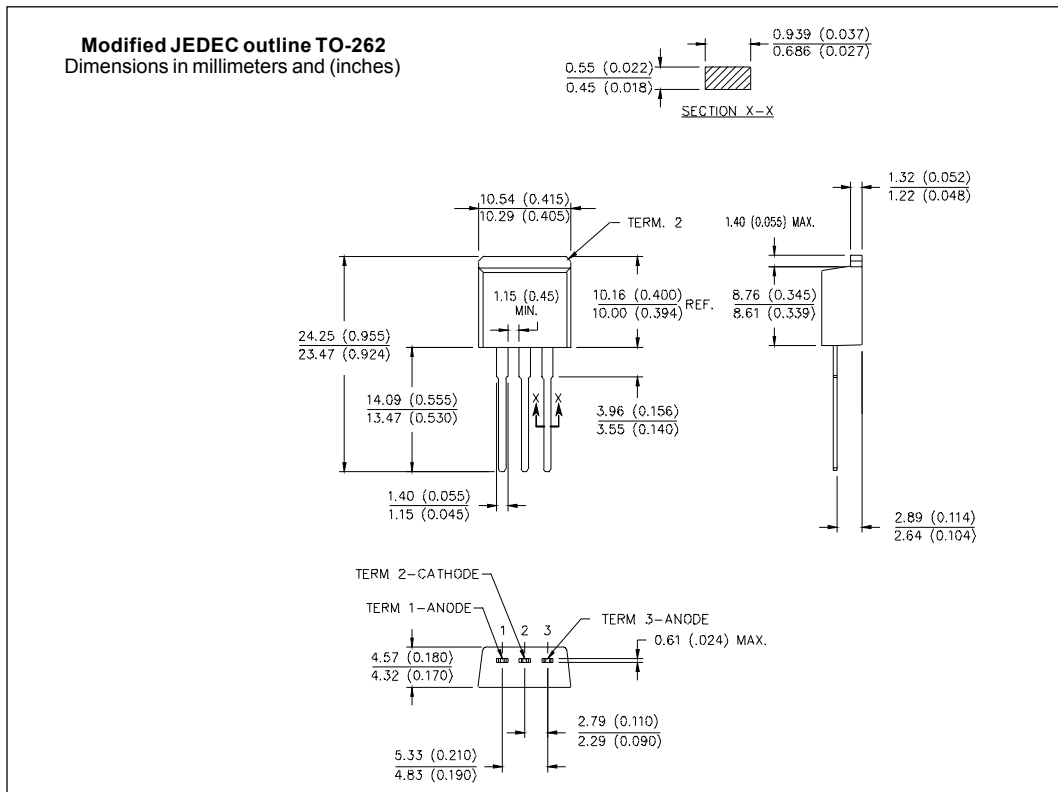 Modified JEDEC outline TO-262
Dimensions in millimeters and (inches)
0.939 (0.037)
0.686 (0.027)
0.55 (0.022)
0.45 (0.018)
SECTION X-X
10.54 (0.415)
10.29 (0.405)
TERM. 2
1.32 (0.052)
1.22 (0.048)
1.40 (0.055) MAX.
1.15 (0.45)
MIN.
10.16 (0.400)
10.00 (0.394)
REF.
8.76 (0.345)
8.61 (0.339)
24.25 (0.955)
23.47 (0.924)
14.09 (0.555)
13.47 (0.530)
X X
3.96 (0.156)
3.55 (0.140)
1.40 (0.055)
1.15 (0.045)
2.89 (0.114)
2.64 (0.104)
TERM 2-CATHODE
TERM 1-ANODE
TERM 3-ANODE
1 2 3
0.61 (.024) MAX.
4.57 (0.180)
4.32 (0.170)
2.79 (0.110)
2.29 (0.090)
5.33 (0.210)
4.83 (0.190)